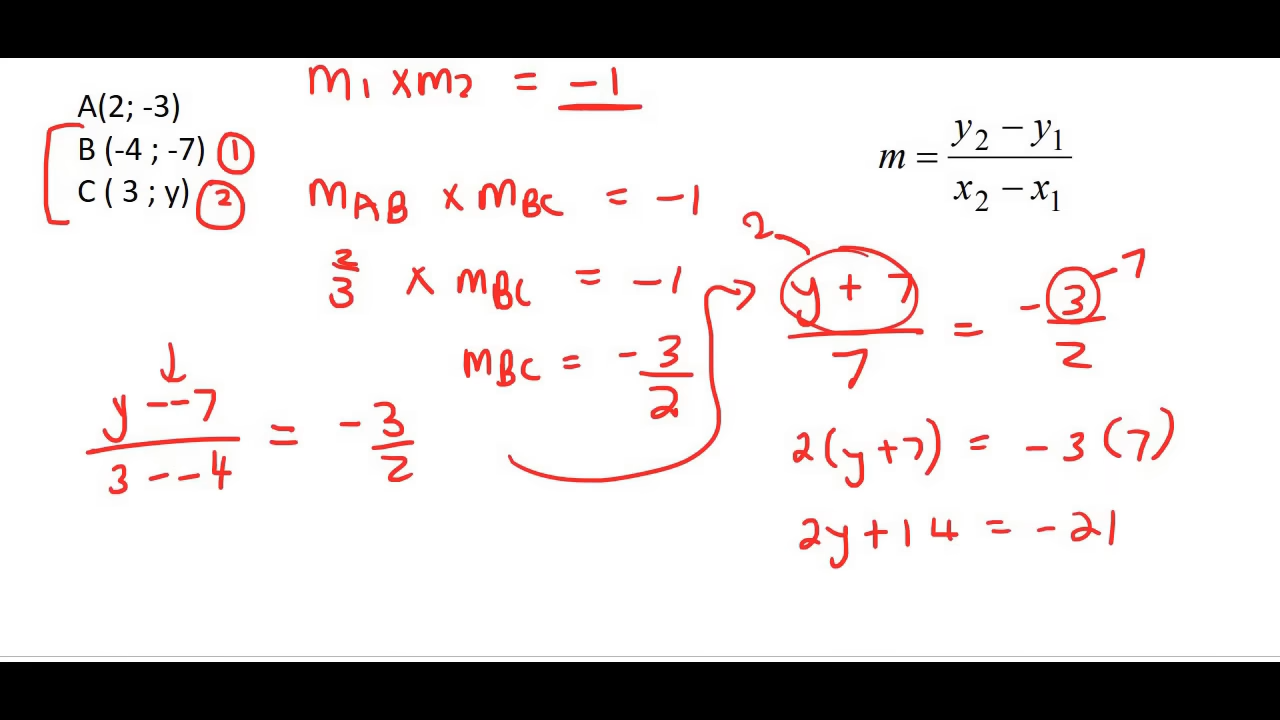 m1 x m2 = -1
A(2; -3)
B (-4 ; -7) 1
C ( 3 ; y) 2
m = y2 − y1 / x2 − x1
mAB x mBC = -1
2/3 x mBC = -1
mBC = -3/2
y--7 / 3--4 = -3/2
2 7
y+7 / 7 = -3/2
2(y+7) = -3(7)
2y+14 = -21